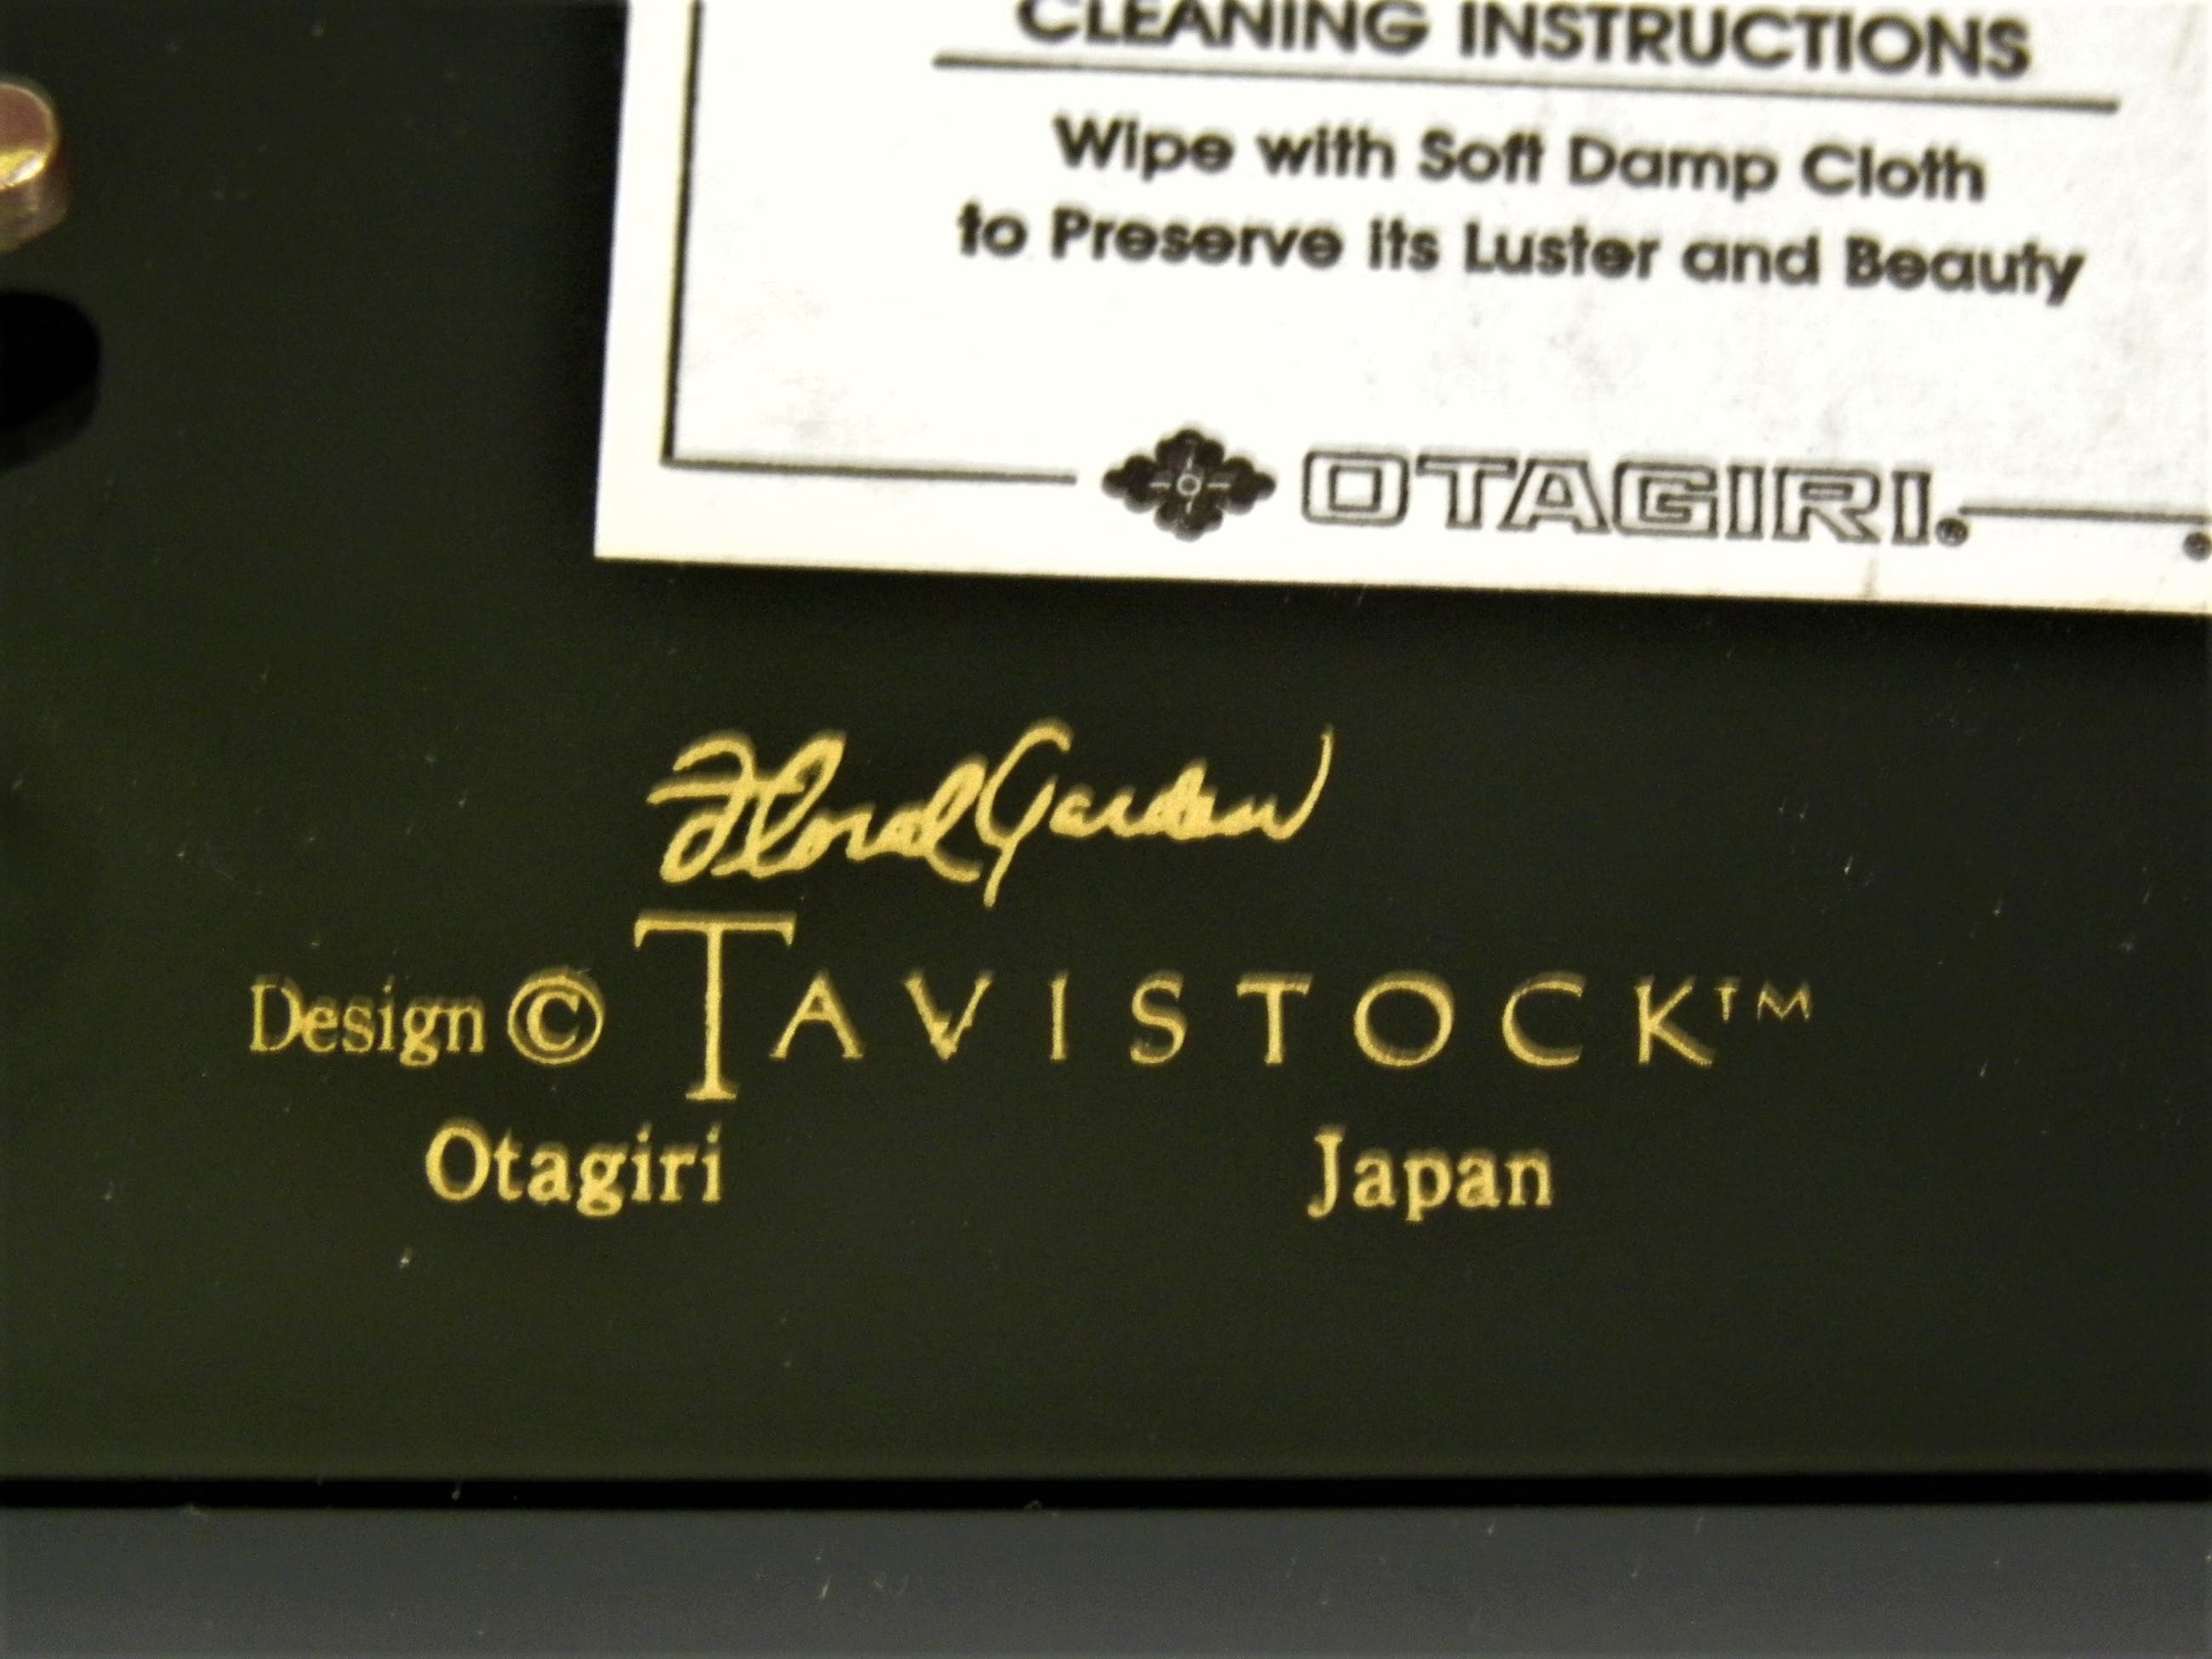 CLEANING INSTRUCTIONS
Wipe with Soft Damp Cloth
to Preserve its Luster and Beauty
OTAGIRI®
Floral Garden
Design © TAVISTOCK™
Otagiri Japan